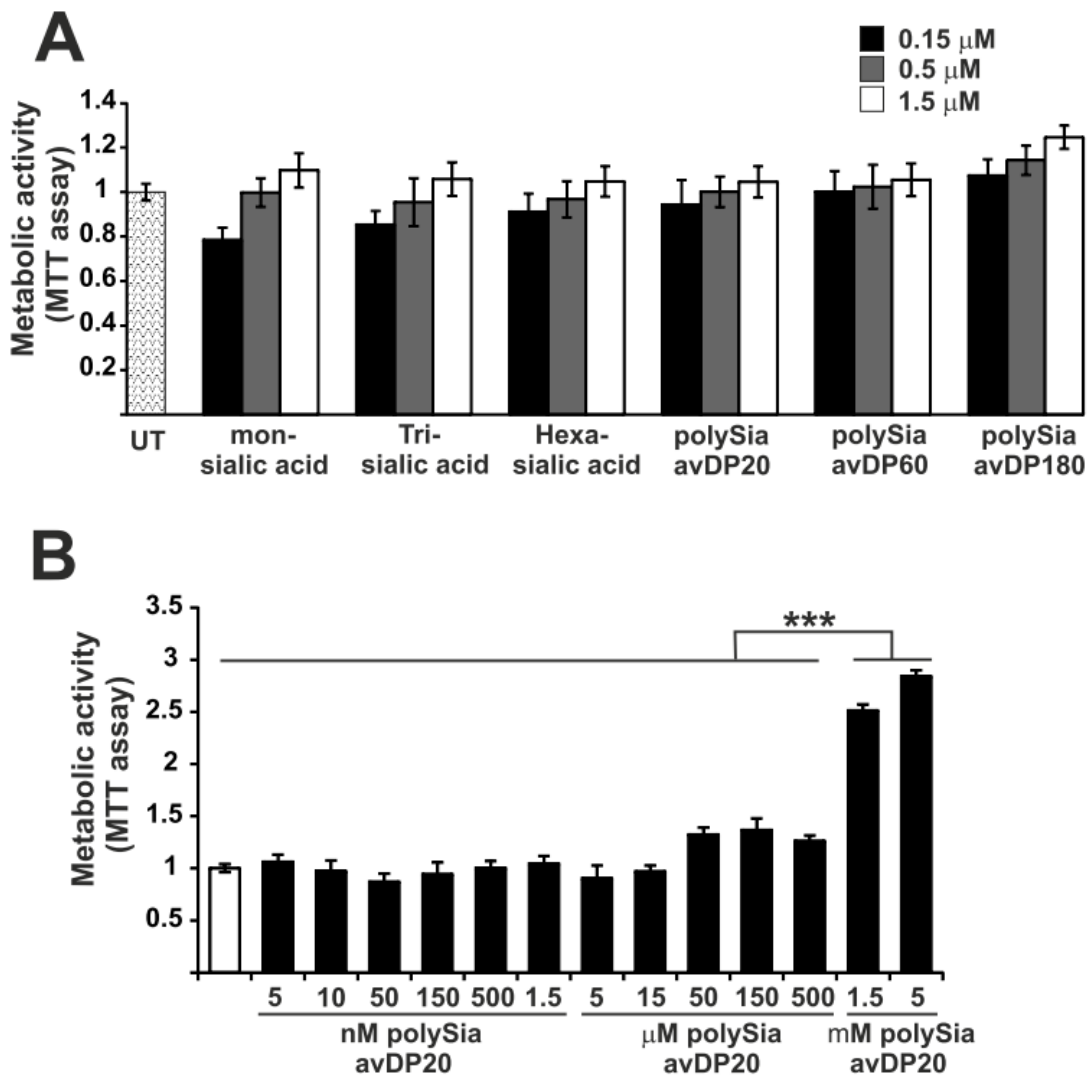 A
0.15 μM
0.5 μM
1.5 μM
Metabolic activity
(MTT assay)
1.4
1.2
1
0.8
0.6
0.4
0.2
UT
mon-
sialic acid
Tri-
sialic acid
Hexa-
sialic acid
polySia
avDP20
polySia
avDP60
polySia
avDP180
B
Metabolic activity
(MTT assay)
3.5
3
2.5
2
1.5
1
0.5
***
5 10 50 150 500 1.5 5 15 50 150 500 1.5 5
nM polySia
avDP20
μM polySia
avDP20
mM polySia
avDP20